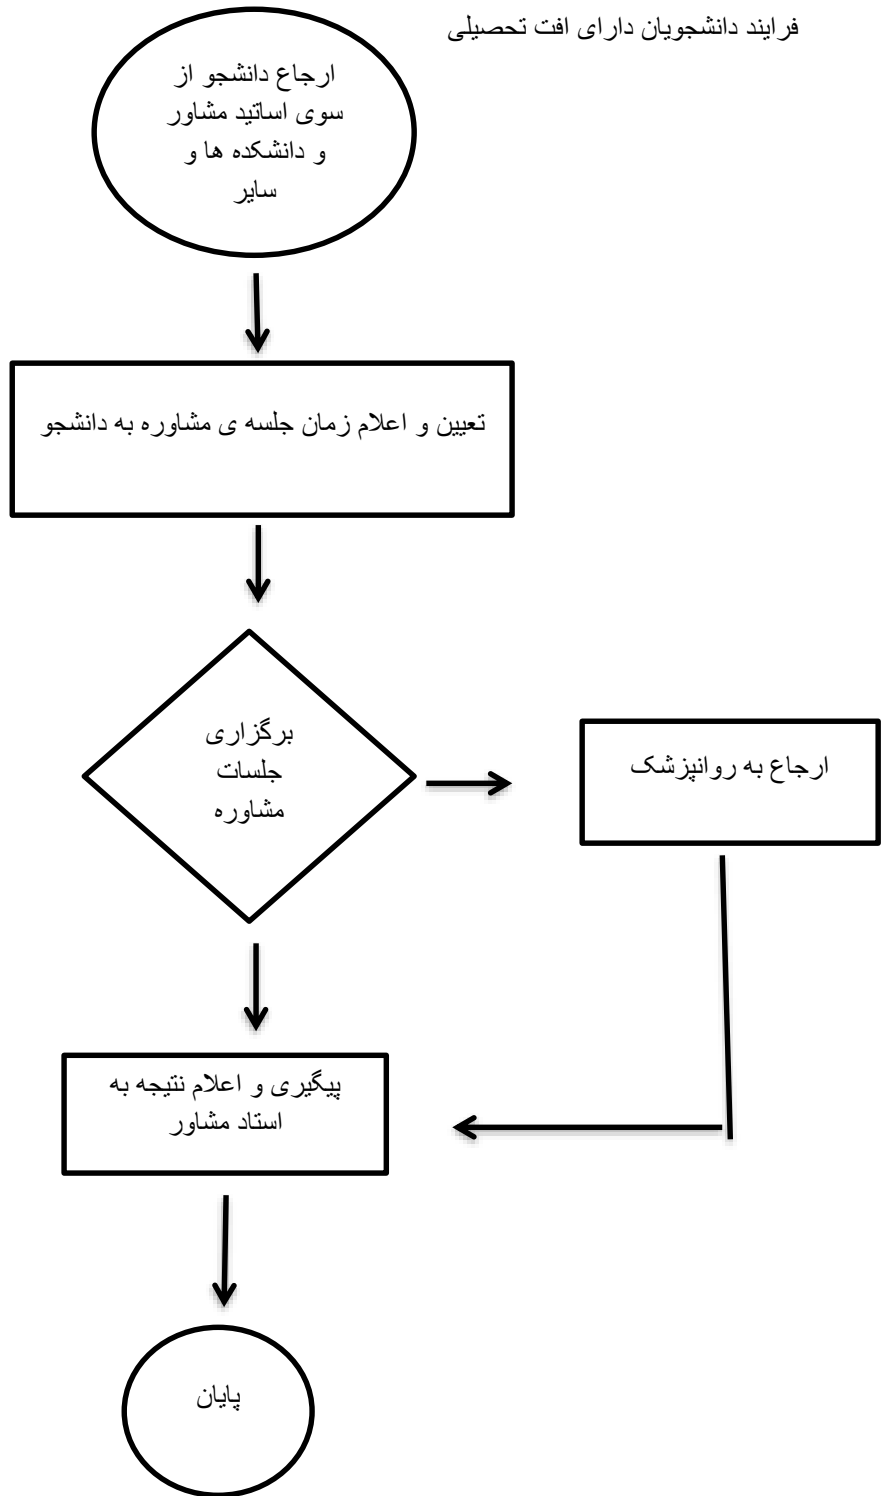 فرایند دانشجویان دارای افت تحصیلی
ارجاع دانشجو از
سوی اساتید مشاور
و دانشکده ها و
سایر
تعیین و اعلام زمان جلسه ی مشاوره به دانشجو
برگزاری
جلسات
مشاوره
ارجاع به روانپزشک
پیگیری و اعلام نتیجه به
استاد مشاور
پایان